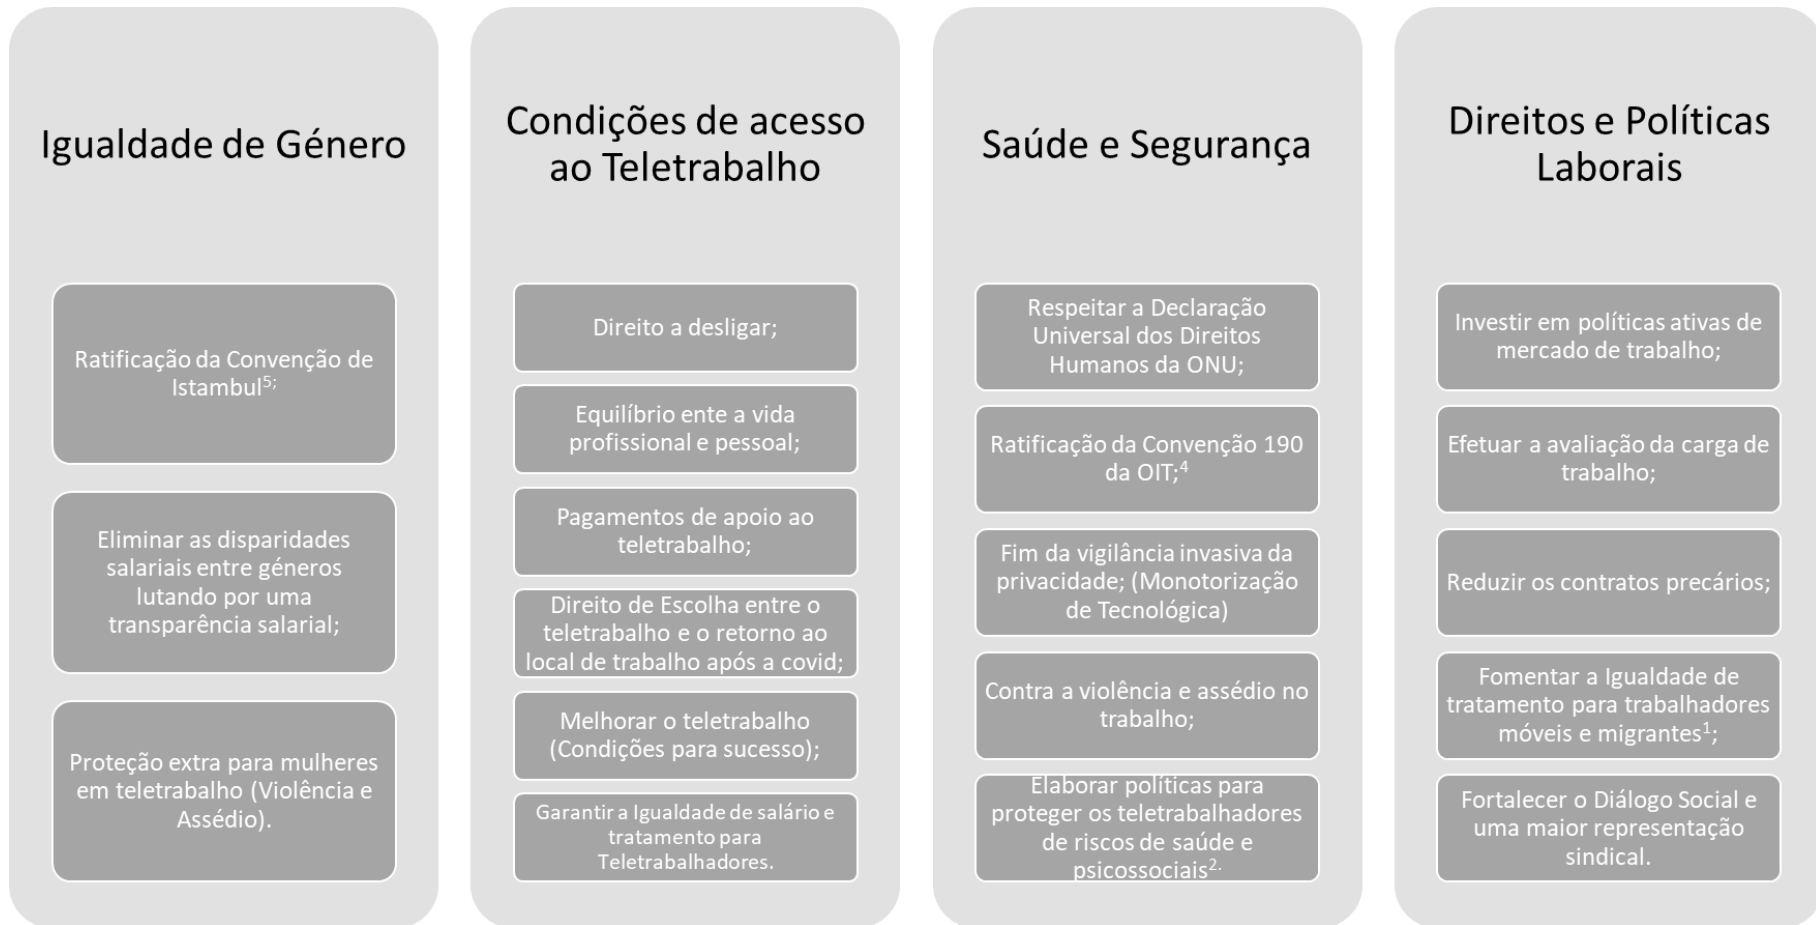 Igualdade de Género
Ratificação da Convenção de
Istambul⁵;
Eliminar as disparidades
salariais entre géneros
lutando por uma
transparência salarial;
Proteção extra para mulheres
em teletrabalho (Violência e
Assédio).
Condições de acesso
ao Teletrabalho
Direito a desligar;
Equilíbrio ente a vida
profissional e pessoal;
Pagamentos de apoio ao
teletrabalho;
Direito de Escolha entre o
teletrabalho e o retorno ao
local de trabalho após a covid;
Melhorar o teletrabalho
(Condições para sucesso);
Garantir a Igualdade de salário e
tratamento para
Teletrabalhadores.
Saúde e Segurança
Respeitar a Declaração
Universal dos Direitos
Humanos da ONU;
Ratificação da Convenção 190
da OIT;⁴
Fim da vigilância invasiva da
privacidade; (Monotorização
de Tecnológica)
Contra a violência e assédio no
trabalho;
Elaborar políticas para
proteger os teletrabalhadores
de riscos de saúde e
psicossociais².
Direitos e Políticas
Laborais
Investir em políticas ativas de
mercado de trabalho;
Efetuar a avaliação da carga de
trabalho;
Reduzir os contratos precários;
Fomentar a Igualdade de
tratamento para trabalhadores
móveis e migrantes¹;
Fortalecer o Diálogo Social e
uma maior representação
sindical.